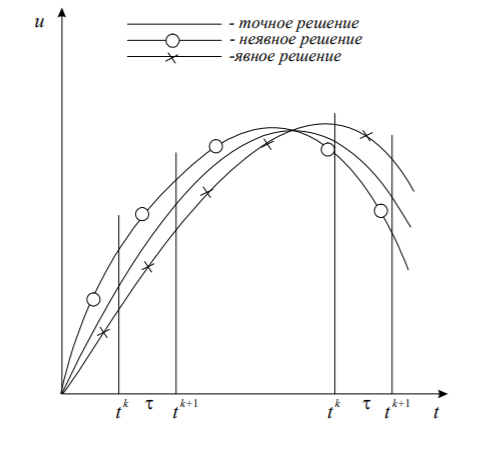 u
- точное решение
- неявное решение
-явное решение
t^k τ t^{k+1} t^k τ t^{k+1} t